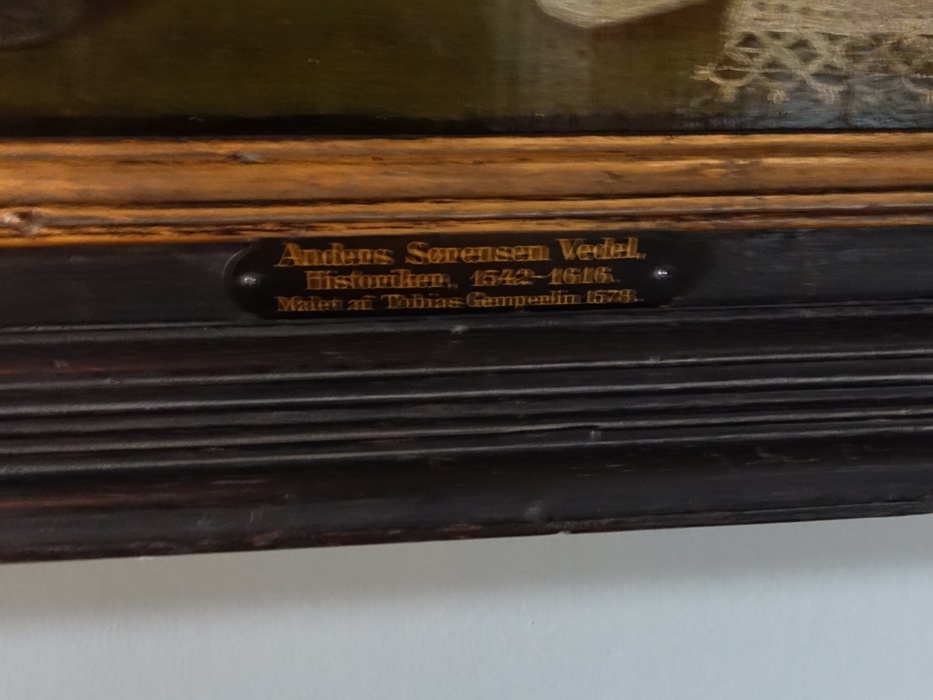 Anders Sørensen Vedel.
Historiker, 1542-1616.
Malet af Tobias Gemperlin 1578.